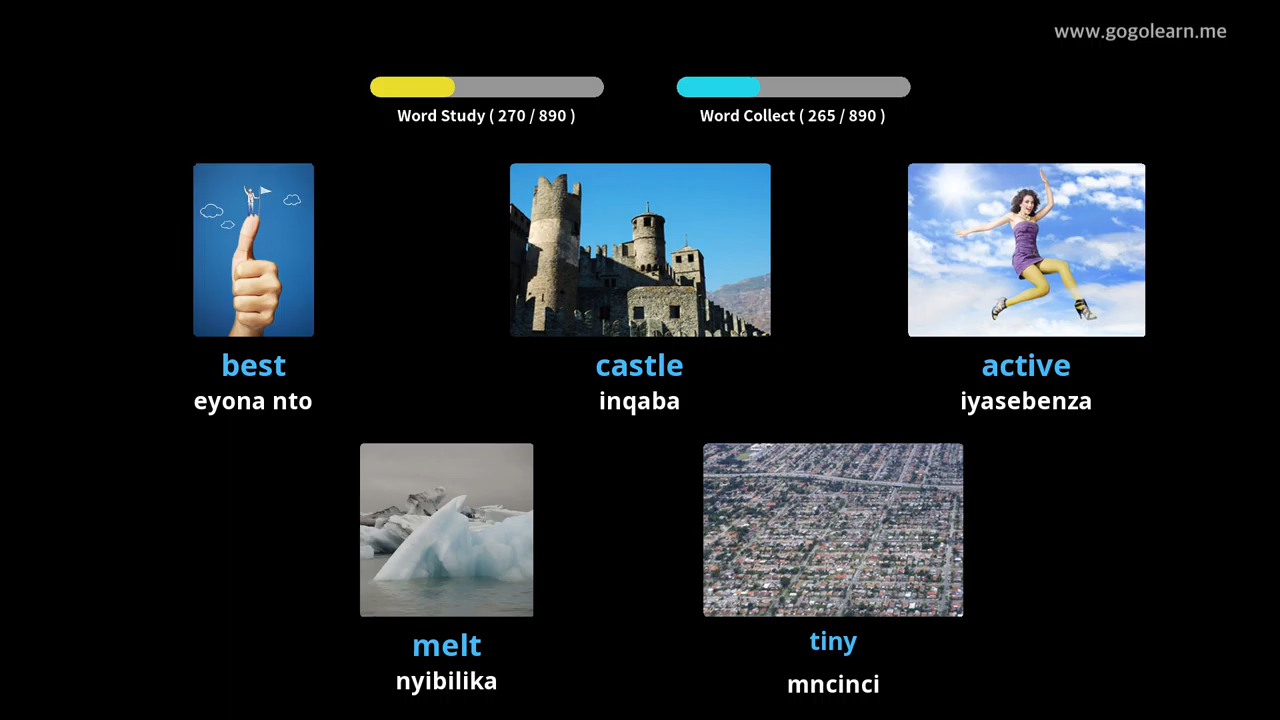 www.gogolearn.me
Word Study ( 270 / 890 )
Word Collect ( 265 / 890 )
best
eyona nto
castle
inqaba
active
iyasebenza
melt
nyibilika
tiny
mncinci